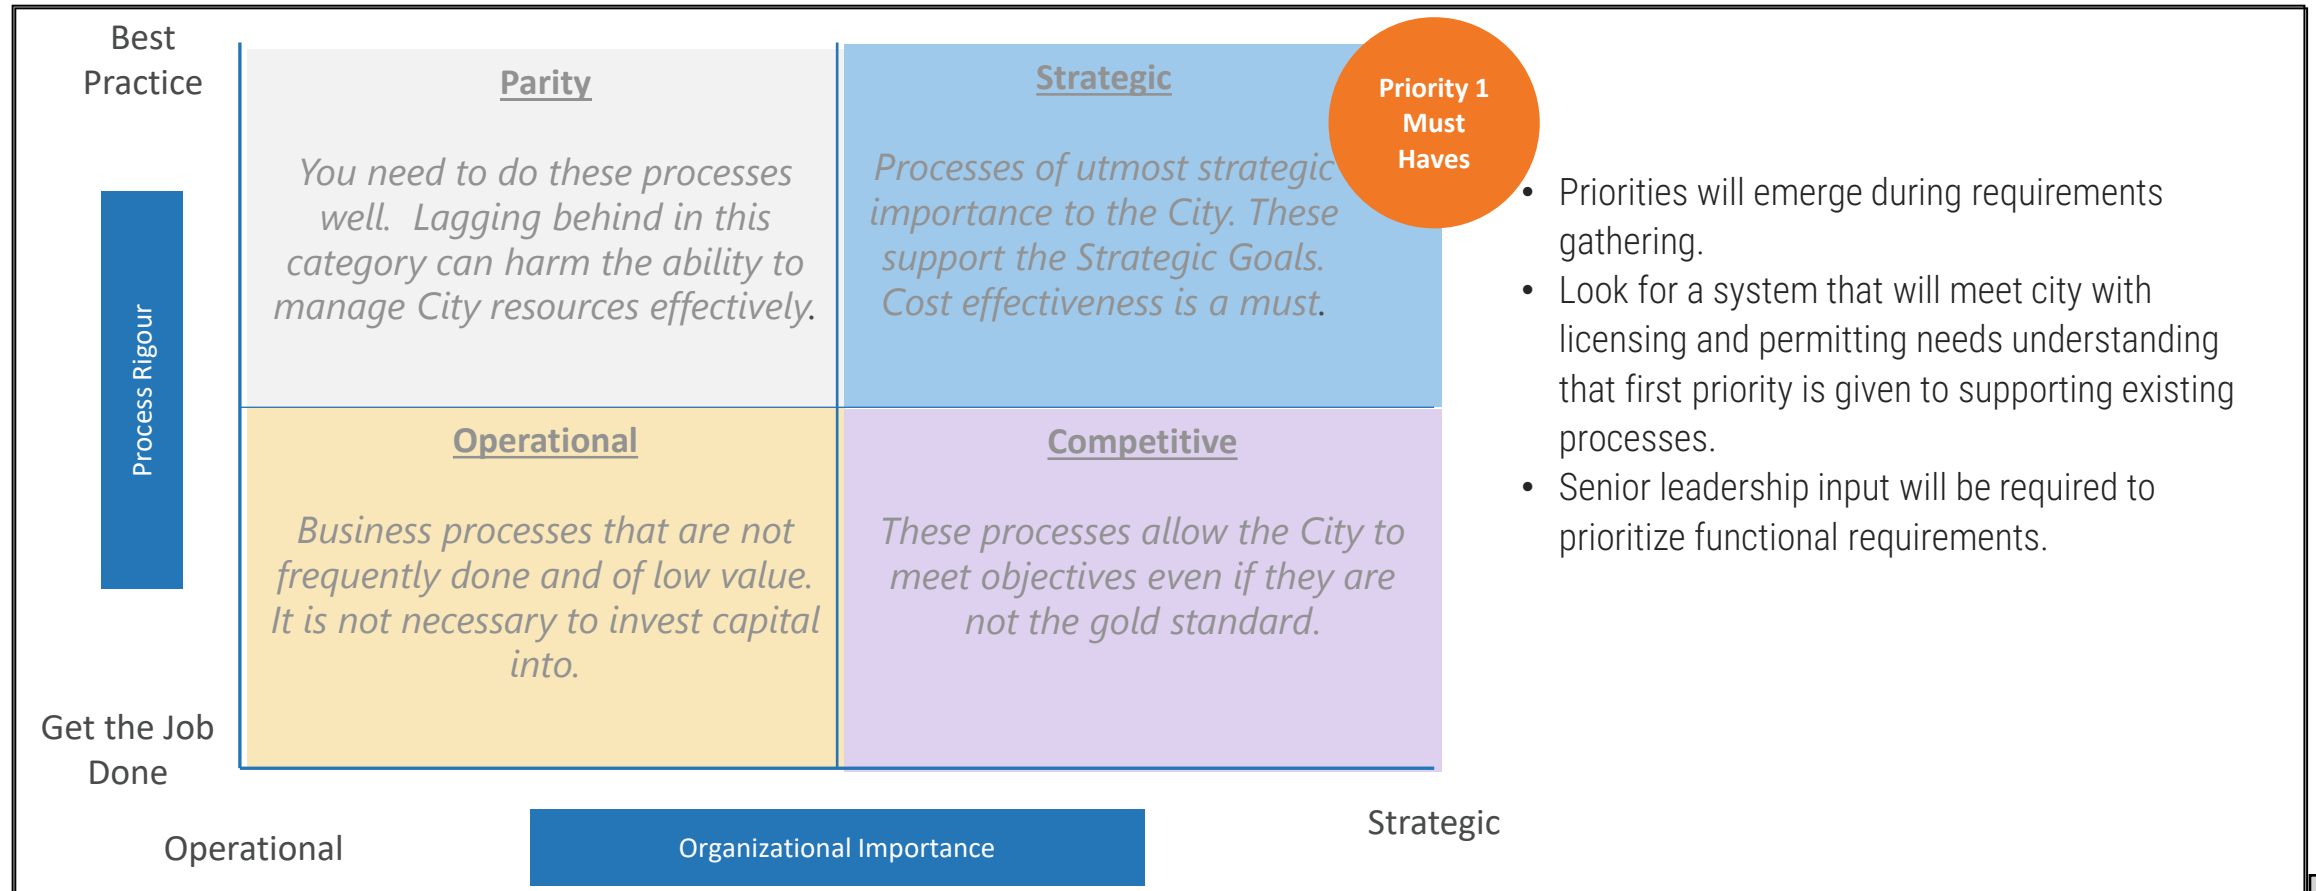 Best
Practice
Parity
You need to do these processes
well.  Lagging behind in this
category can harm the ability to
manage City resources effectively.
Strategic
Processes of utmost strategic
importance to the City. These
support the Strategic Goals.
Cost effectiveness is a must.
Priority 1
Must
Haves
Process Rigour
Operational
Business processes that are not
frequently done and of low value.
It is not necessary to invest capital
into.
Competitive
These processes allow the City to
meet objectives even if they are
not the gold standard.
Get the Job
Done
Operational
Organizational Importance
Strategic
• Priorities will emerge during requirements
gathering.
• Look for a system that will meet city with
licensing and permitting needs understanding
that first priority is given to supporting existing
processes.
• Senior leadership input will be required to
prioritize functional requirements.